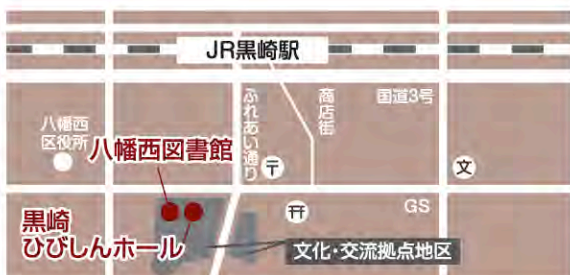 JR黒崎駅
ふれあい通り
商店街
国道3号
八幡西
区役所
八幡西図書館
〒
文
黒崎
ひびしんホール
GS
文化・交流拠点地区